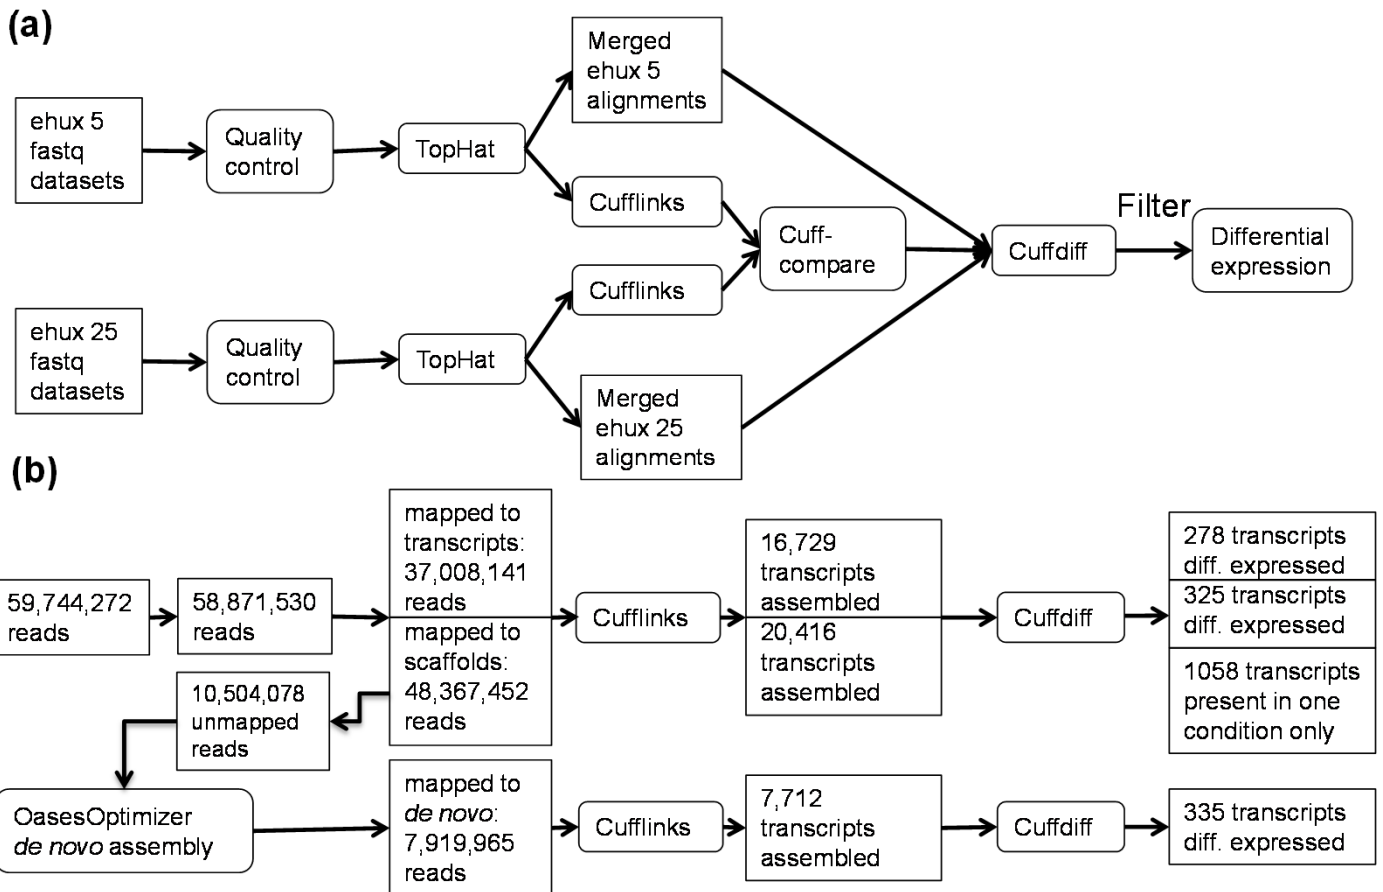 (a)
ehux 5
fastq
datasets
Quality
control
TopHat
Merged
ehux 5
alignments
Cufflinks
Cuff-
compare
Cuffdiff
Filter
Differential
expression
ehux 25
fastq
datasets
Quality
control
TopHat
Cufflinks
Merged
ehux 25
alignments
(b)
59,744,272
reads
58,871,530
reads
mapped to
transcripts:
37,008,141
reads
mapped to
scaffolds:
48,367,452
reads
Cufflinks
16,729
transcripts
assembled
20,416
transcripts
assembled
Cuffdiff
278 transcripts
diff. expressed
325 transcripts
diff. expressed
1058 transcripts
present in one
condition only
10,504,078
unmapped
reads
OasesOptimizer
de novo assembly
mapped to
de novo:
7,919,965
reads
Cufflinks
7,712
transcripts
assembled
Cuffdiff
335 transcripts
diff. expressed